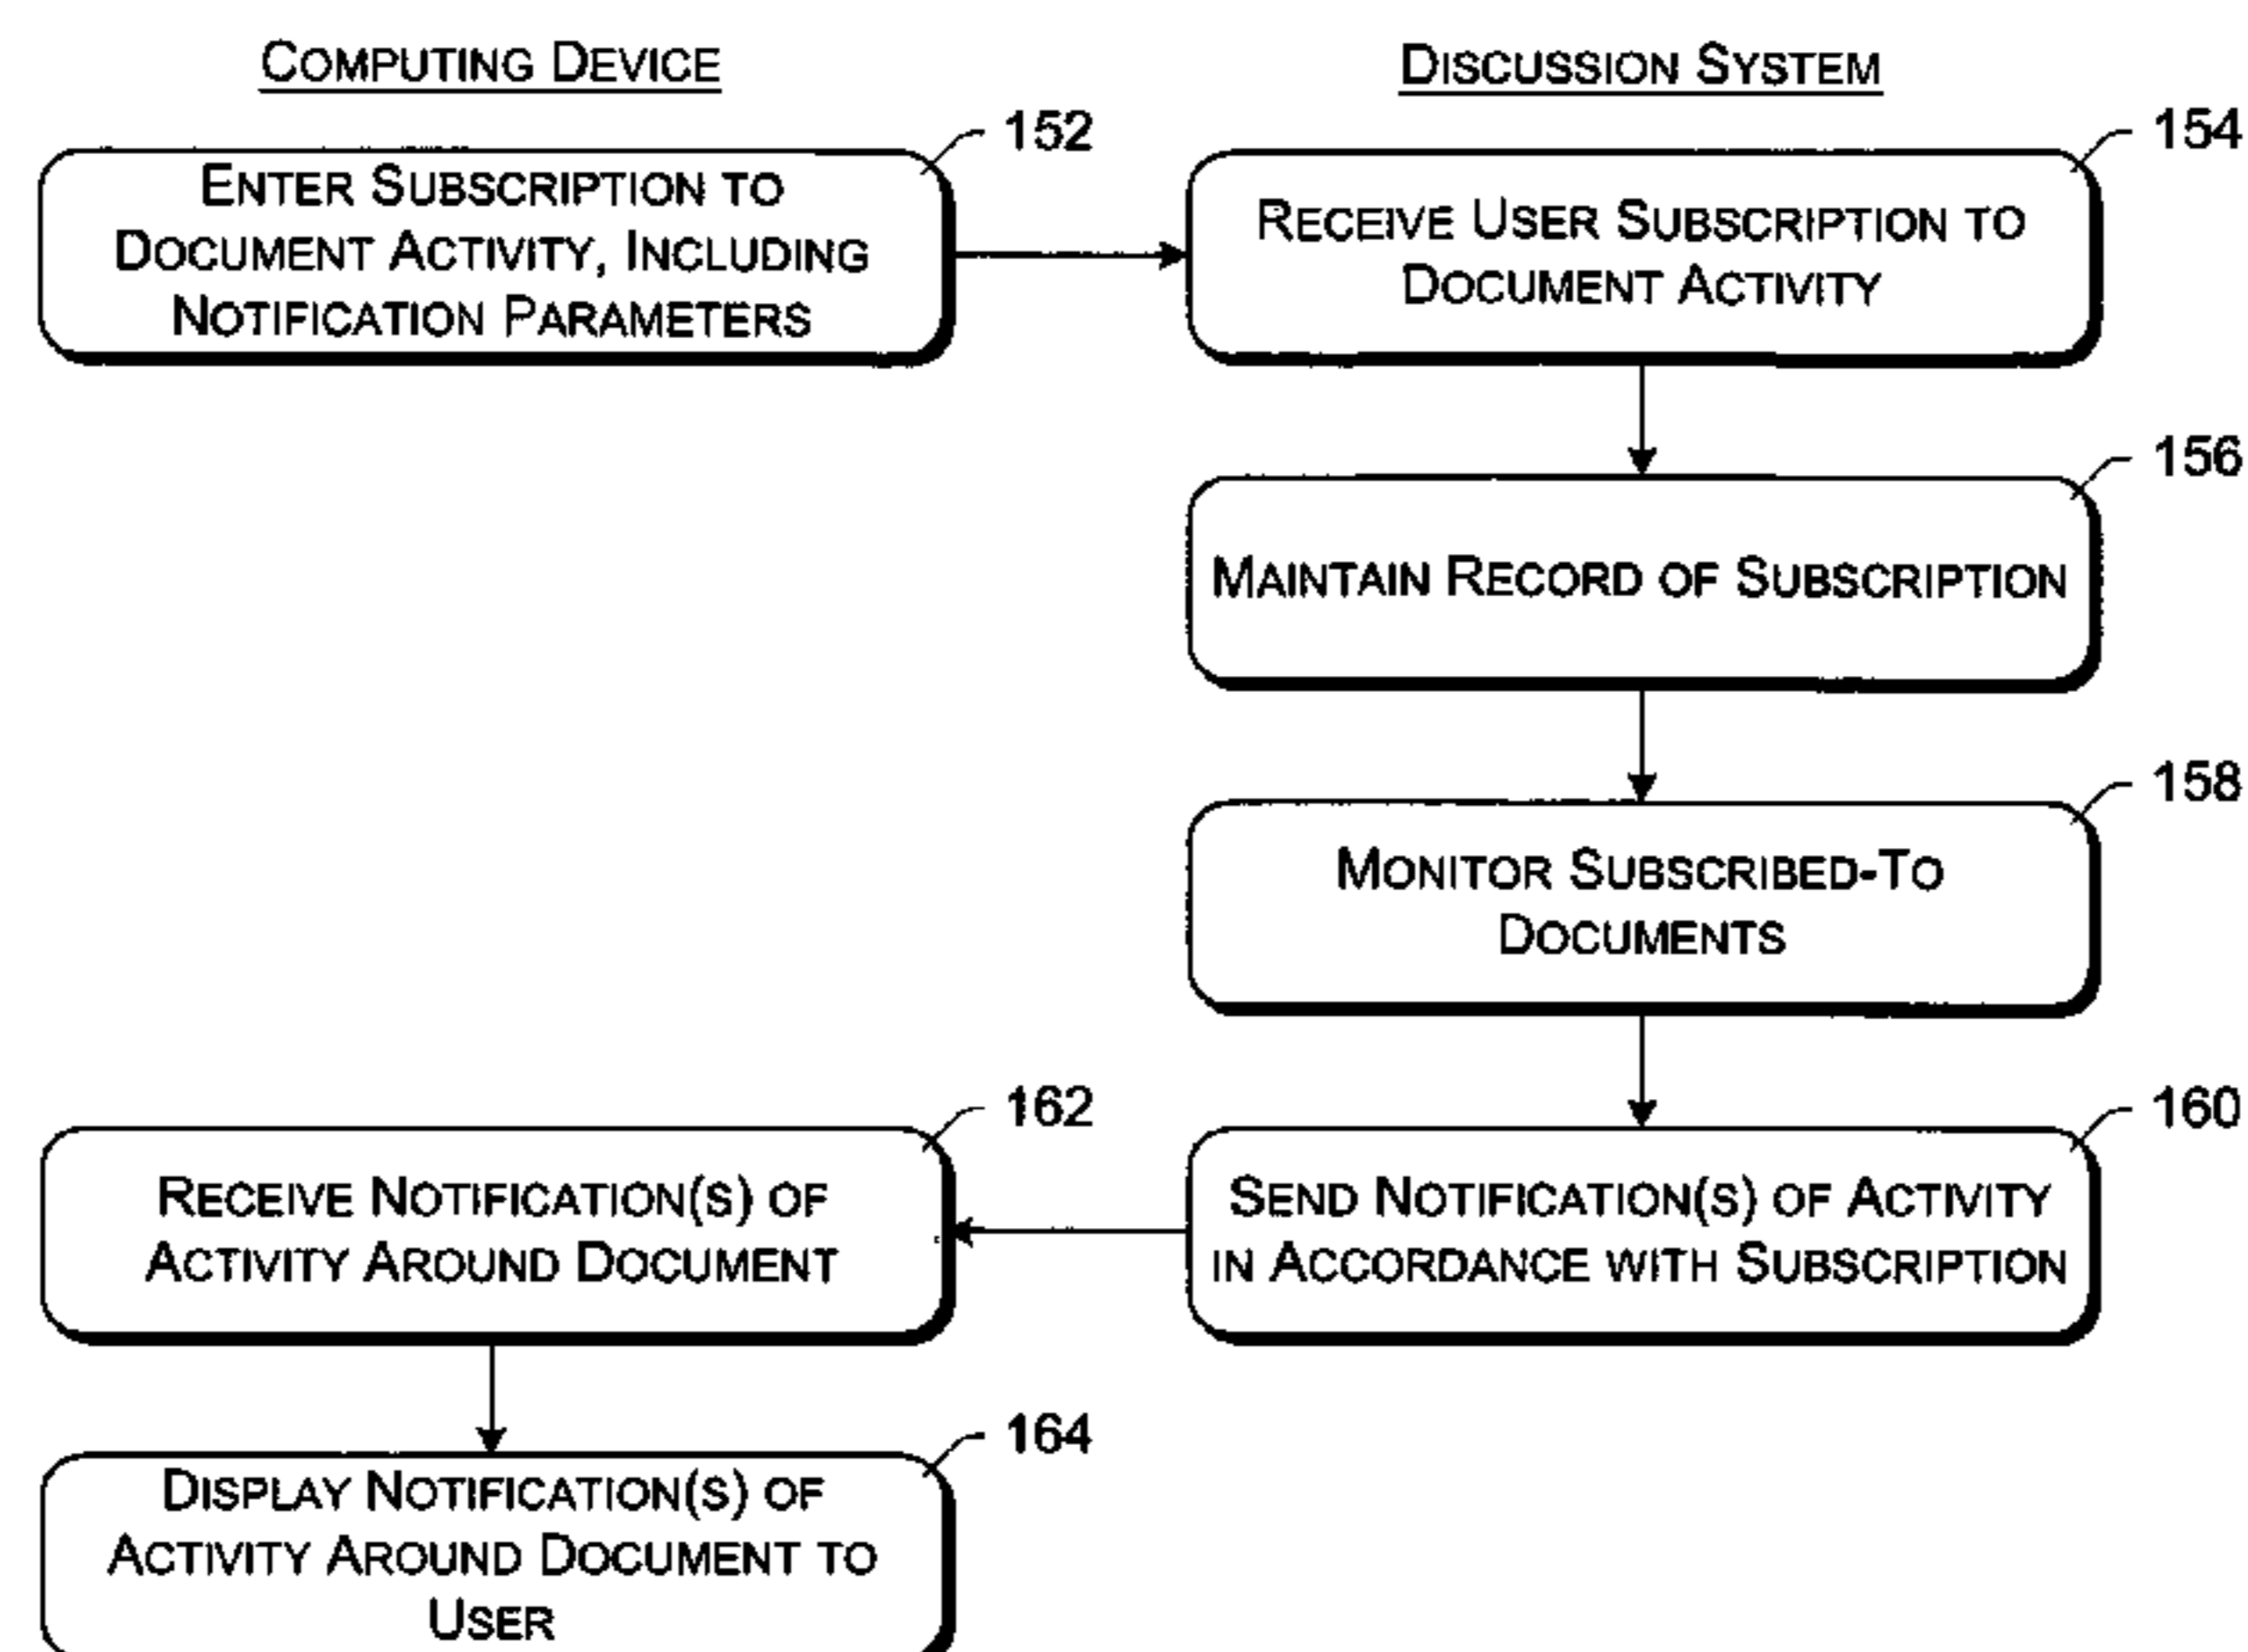 COMPUTING DEVICE
DISCUSSION SYSTEM
152
ENTER SUBSCRIPTION TO
DOCUMENT ACTIVITY, INCLUDING
NOTIFICATION PARAMETERS
154
RECEIVE USER SUBSCRIPTION TO
DOCUMENT ACTIVITY
156
MAINTAIN RECORD OF SUBSCRIPTION
158
MONITOR SUBSCRIBED-TO
DOCUMENTS
160
SEND NOTIFICATION(S) OF ACTIVITY
IN ACCORDANCE WITH SUBSCRIPTION
162
RECEIVE NOTIFICATION(S) OF
ACTIVITY AROUND DOCUMENT
164
DISPLAY NOTIFICATION(S) OF
ACTIVITY AROUND DOCUMENT TO
USER